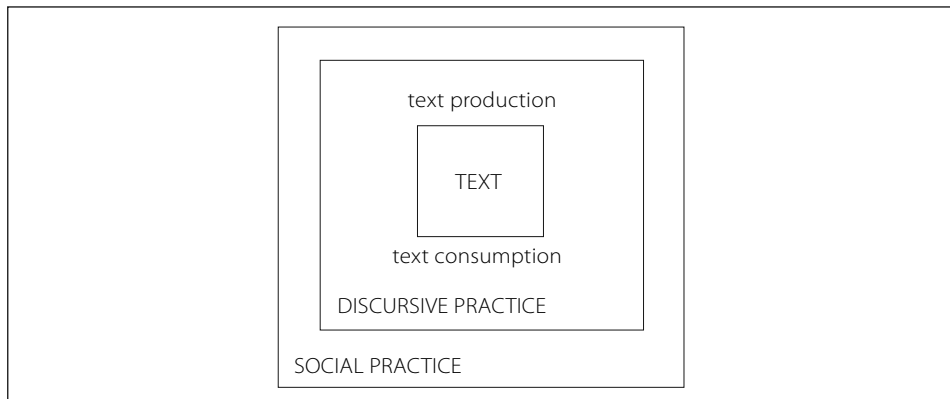 text production
TEXT
text consumption
DISCURSIVE PRACTICE
SOCIAL PRACTICE